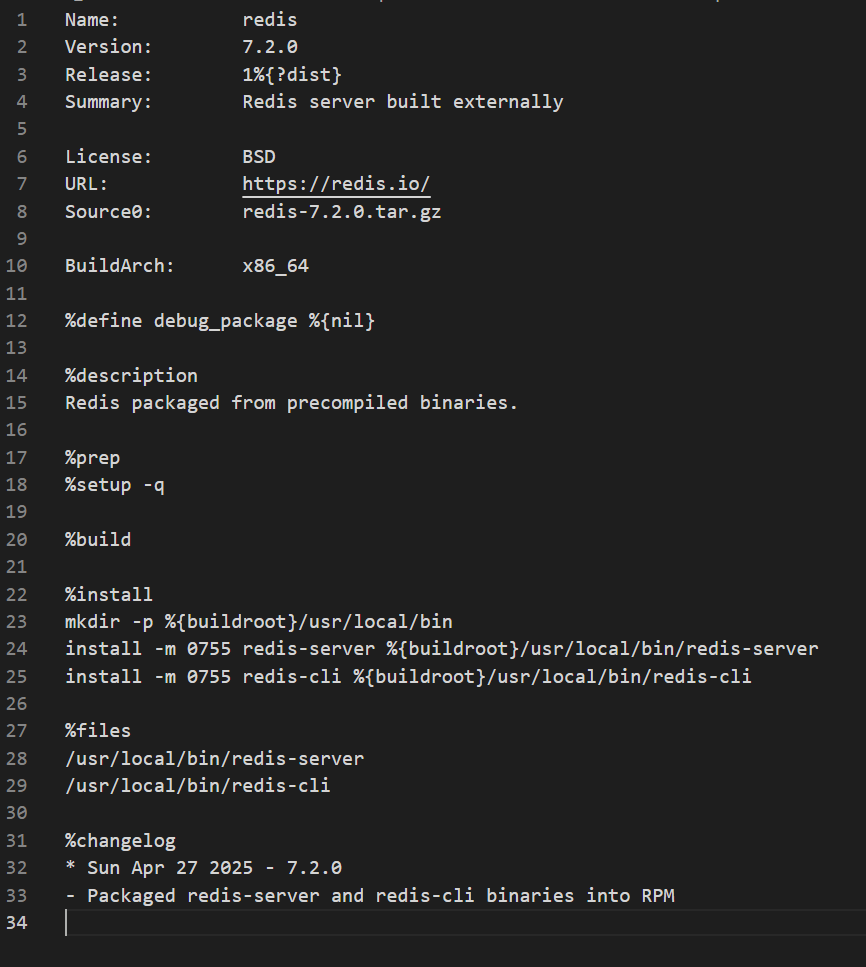 1 Name: redis
2 Version: 7.2.0
3 Release: 1%{?dist}
4 Summary: Redis server built externally
5
6 License: BSD
7 URL: https://redis.io/
8 Source0: redis-7.2.0.tar.gz
9
10 BuildArch: x86_64
11
12 %define debug_package %{nil}
13
14 %description
15 Redis packaged from precompiled binaries.
16
17 %prep
18 %setup -q
19
20 %build
21
22 %install
23 mkdir -p %{buildroot}/usr/local/bin
24 install -m 0755 redis-server %{buildroot}/usr/local/bin/redis-server
25 install -m 0755 redis-cli %{buildroot}/usr/local/bin/redis-cli
26
27 %files
28 /usr/local/bin/redis-server
29 /usr/local/bin/redis-cli
30
31 %changelog
32 * Sun Apr 27 2025 - 7.2.0
33 - Packaged redis-server and redis-cli binaries into RPM
34